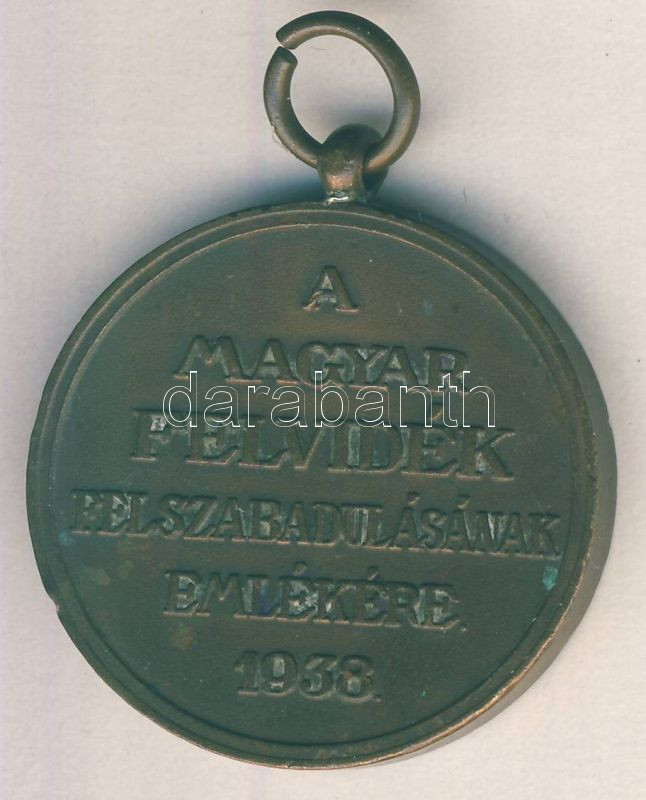 A
MAGYAR
darabanth
FELVIDÉK
FELSZABADULÁSÁNAK
EMLÉKÉRE.
1938.